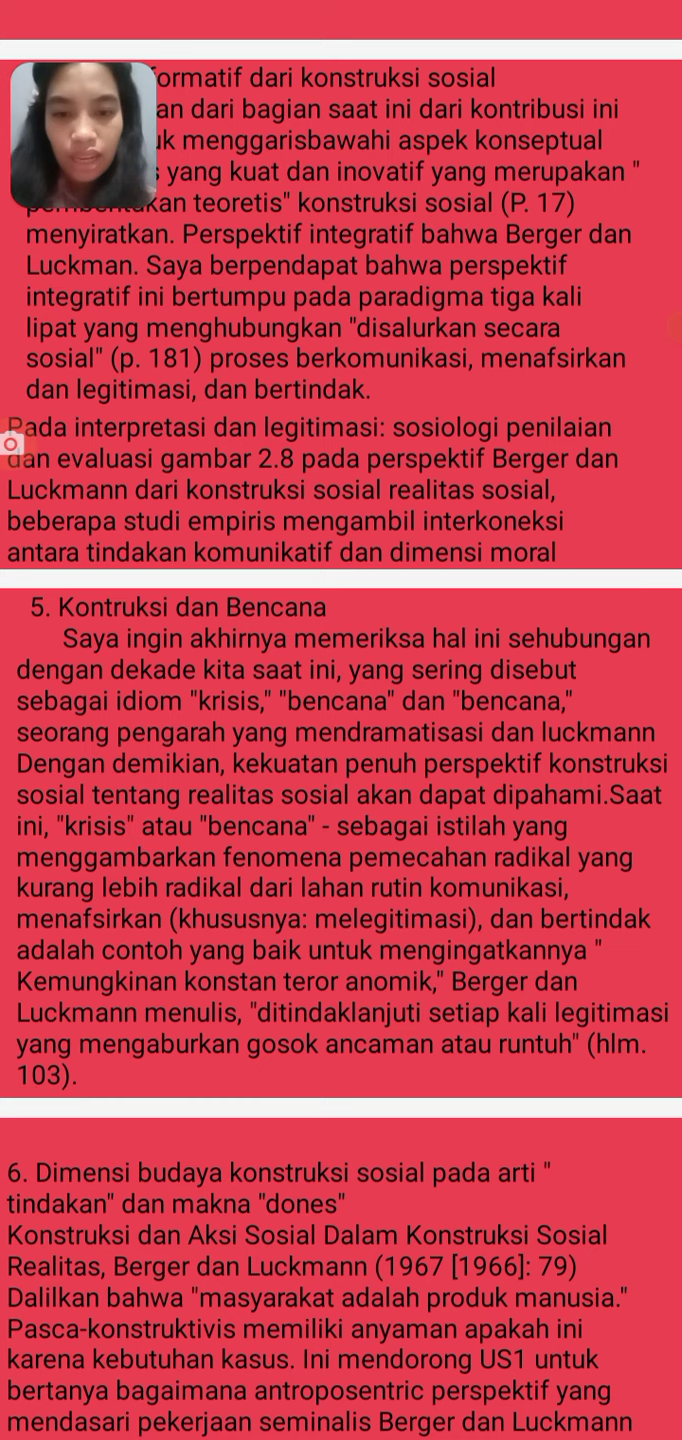 formatif dari konstruksi sosial
an dari bagian saat ini dari kontribusi ini
uk menggarisbawahi aspek konseptual
s yang kuat dan inovatif yang merupakan "
pembentukan teoretis" konstruksi sosial (P. 17)
menyiratkan. Perspektif integratif bahwa Berger dan
Luckman. Saya berpendapat bahwa perspektif
integratif ini bertumpu pada paradigma tiga kali
lipat yang menghubungkan "disalurkan secara
sosial" (p. 181) proses berkomunikasi, menafsirkan
dan legitimasi, dan bertindak.
Pada interpretasi dan legitimasi: sosiologi penilaian
dan evaluasi gambar 2.8 pada perspektif Berger dan
Luckmann dari konstruksi sosial realitas sosial,
beberapa studi empiris mengambil interkoneksi
antara tindakan komunikatif dan dimensi moral
5. Kontruksi dan Bencana
Saya ingin akhirnya memeriksa hal ini sehubungan
dengan dekade kita saat ini, yang sering disebut
sebagai idiom "krisis," "bencana" dan "bencana,"
seorang pengarah yang mendramatisasi dan luckmann
Dengan demikian, kekuatan penuh perspektif konstruksi
sosial tentang realitas sosial akan dapat dipahami.Saat
ini, "krisis" atau "bencana" - sebagai istilah yang
menggambarkan fenomena pemecahan radikal yang
kurang lebih radikal dari lahan rutin komunikasi,
menafsirkan (khususnya: melegitimasi), dan bertindak
adalah contoh yang baik untuk mengingatkannya "
Kemungkinan konstan teror anomik," Berger dan
Luckmann menulis, "ditindaklanjuti setiap kali legitimasi
yang mengaburkan gosok ancaman atau runtuh" (hlm.
103).
6. Dimensi budaya konstruksi sosial pada arti "
tindakan" dan makna "dones"
Konstruksi dan Aksi Sosial Dalam Konstruksi Sosial
Realitas, Berger dan Luckmann (1967 [1966]: 79)
Dalilkan bahwa "masyarakat adalah produk manusia."
Pasca-konstruktivis memiliki anyaman apakah ini
karena kebutuhan kasus. Ini mendorong US1 untuk
bertanya bagaimana antroposentric perspektif yang
mendasari pekerjaan seminalis Berger dan Luckmann